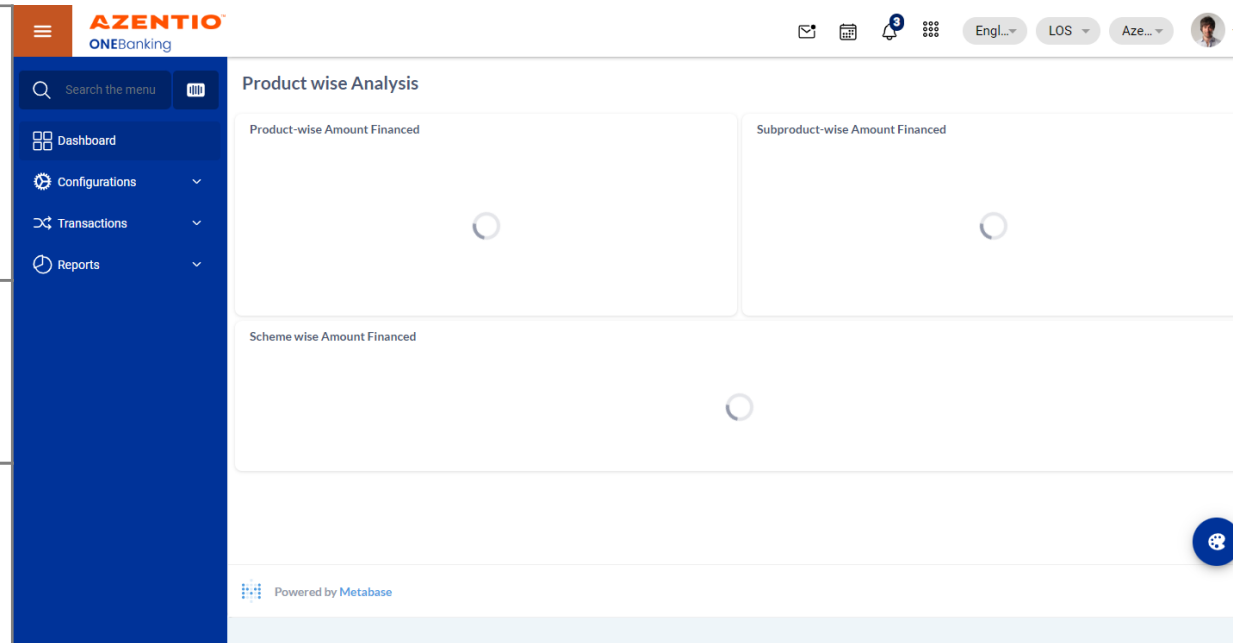 AZENTIO
ONEBanking
3
Engl...
LOS
Aze...
Search the menu
Product wise Analysis
Dashboard
Configurations
Transactions
Reports
Product-wise Amount Financed
Subproduct-wise Amount Financed
Scheme wise Amount Financed
Powered by Metabase